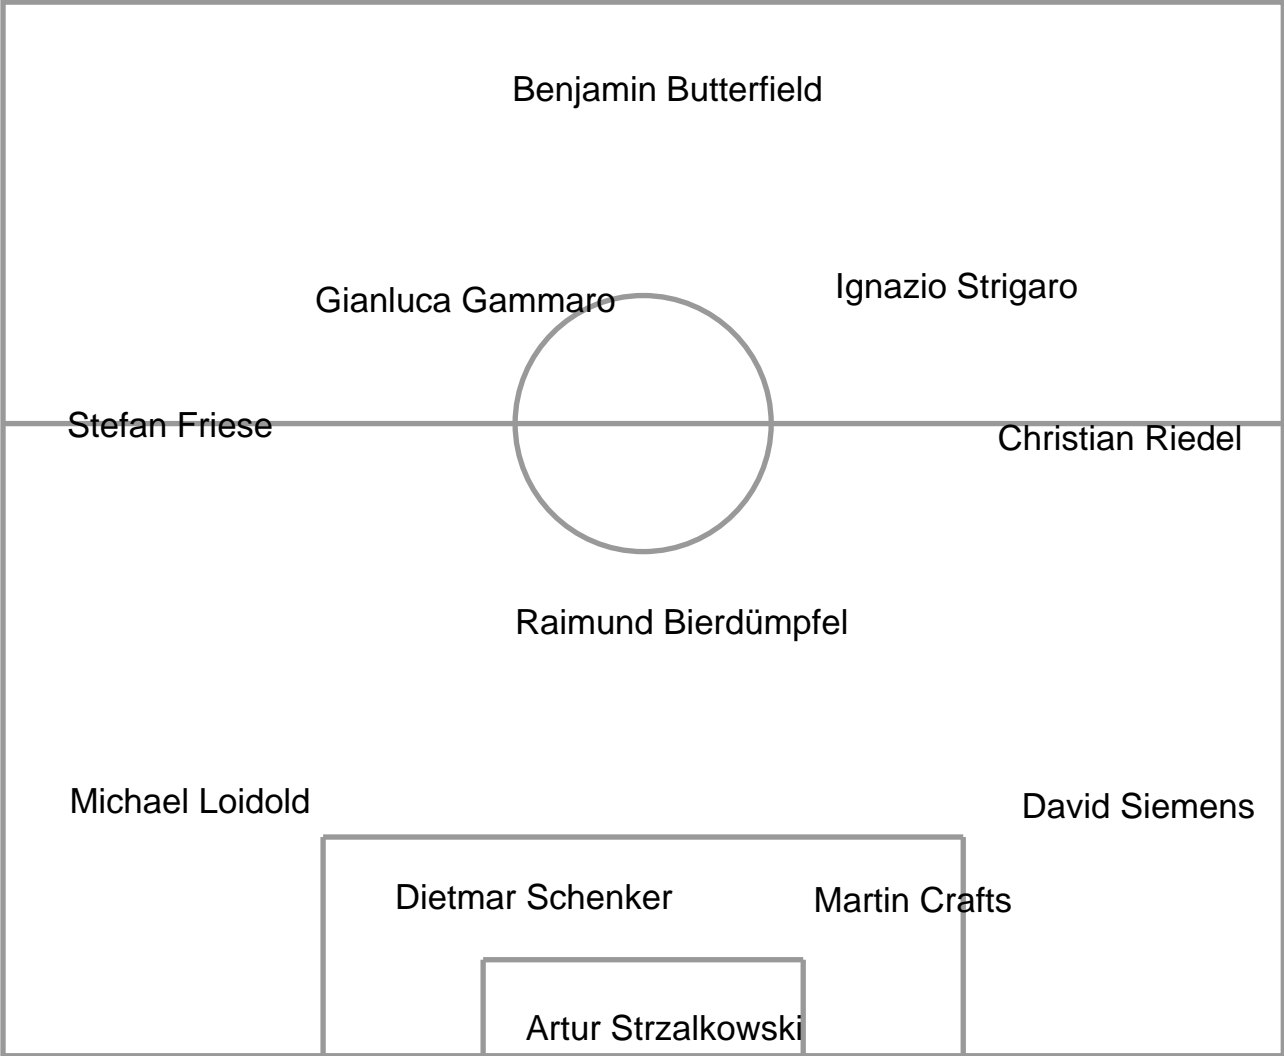 Benjamin Butterfield
Gianluca Gammaro
Ignazio Strigaro
Stefan Friese
Christian Riedel
Raimund Bierdümpfel
Michael Loidold
David Siemens
Dietmar Schenker
Martin Crafts
Artur Strzalkowski